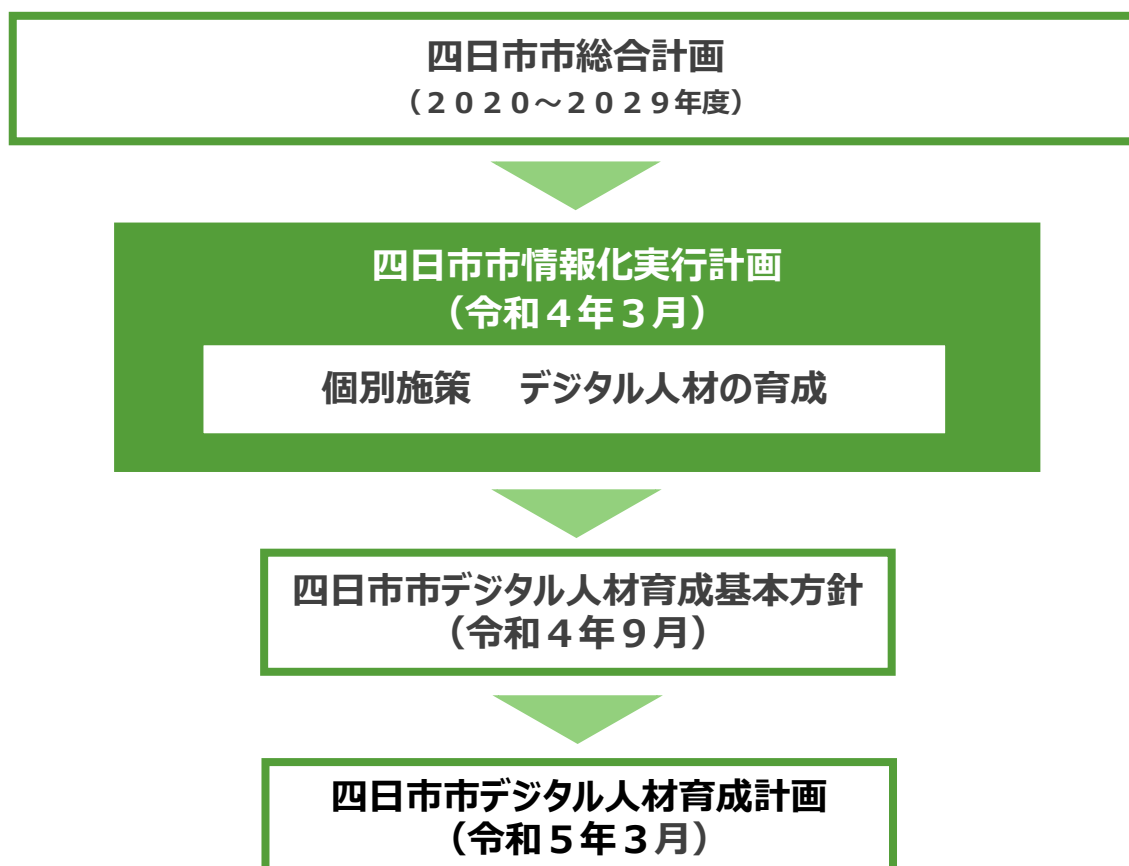 四日市市総合計画
（２０２０～２０２９年度）
四日市市情報化実行計画
（令和４年３月）
個別施策　デジタル人材の育成
四日市市デジタル人材育成基本方針
（令和４年９月）
四日市市デジタル人材育成計画
（令和５年３月）